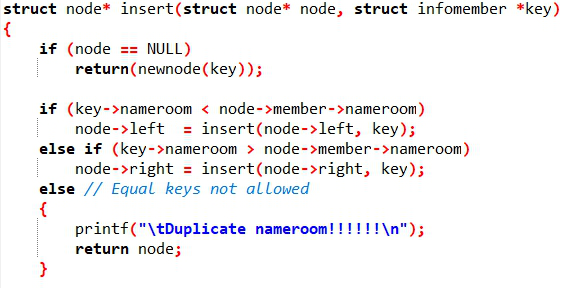 struct node* insert(struct node* node, struct infomember *key)
{
if (node == NULL)
return(newnode(key));
if (key->nameroom < node->member->nameroom)
node->left  = insert(node->left, key);
else if (key->nameroom > node->member->nameroom)
node->right = insert(node->right, key);
else // Equal keys not allowed
{
printf("\tDuplicate nameroom!!!!!!\n");
return node;
}